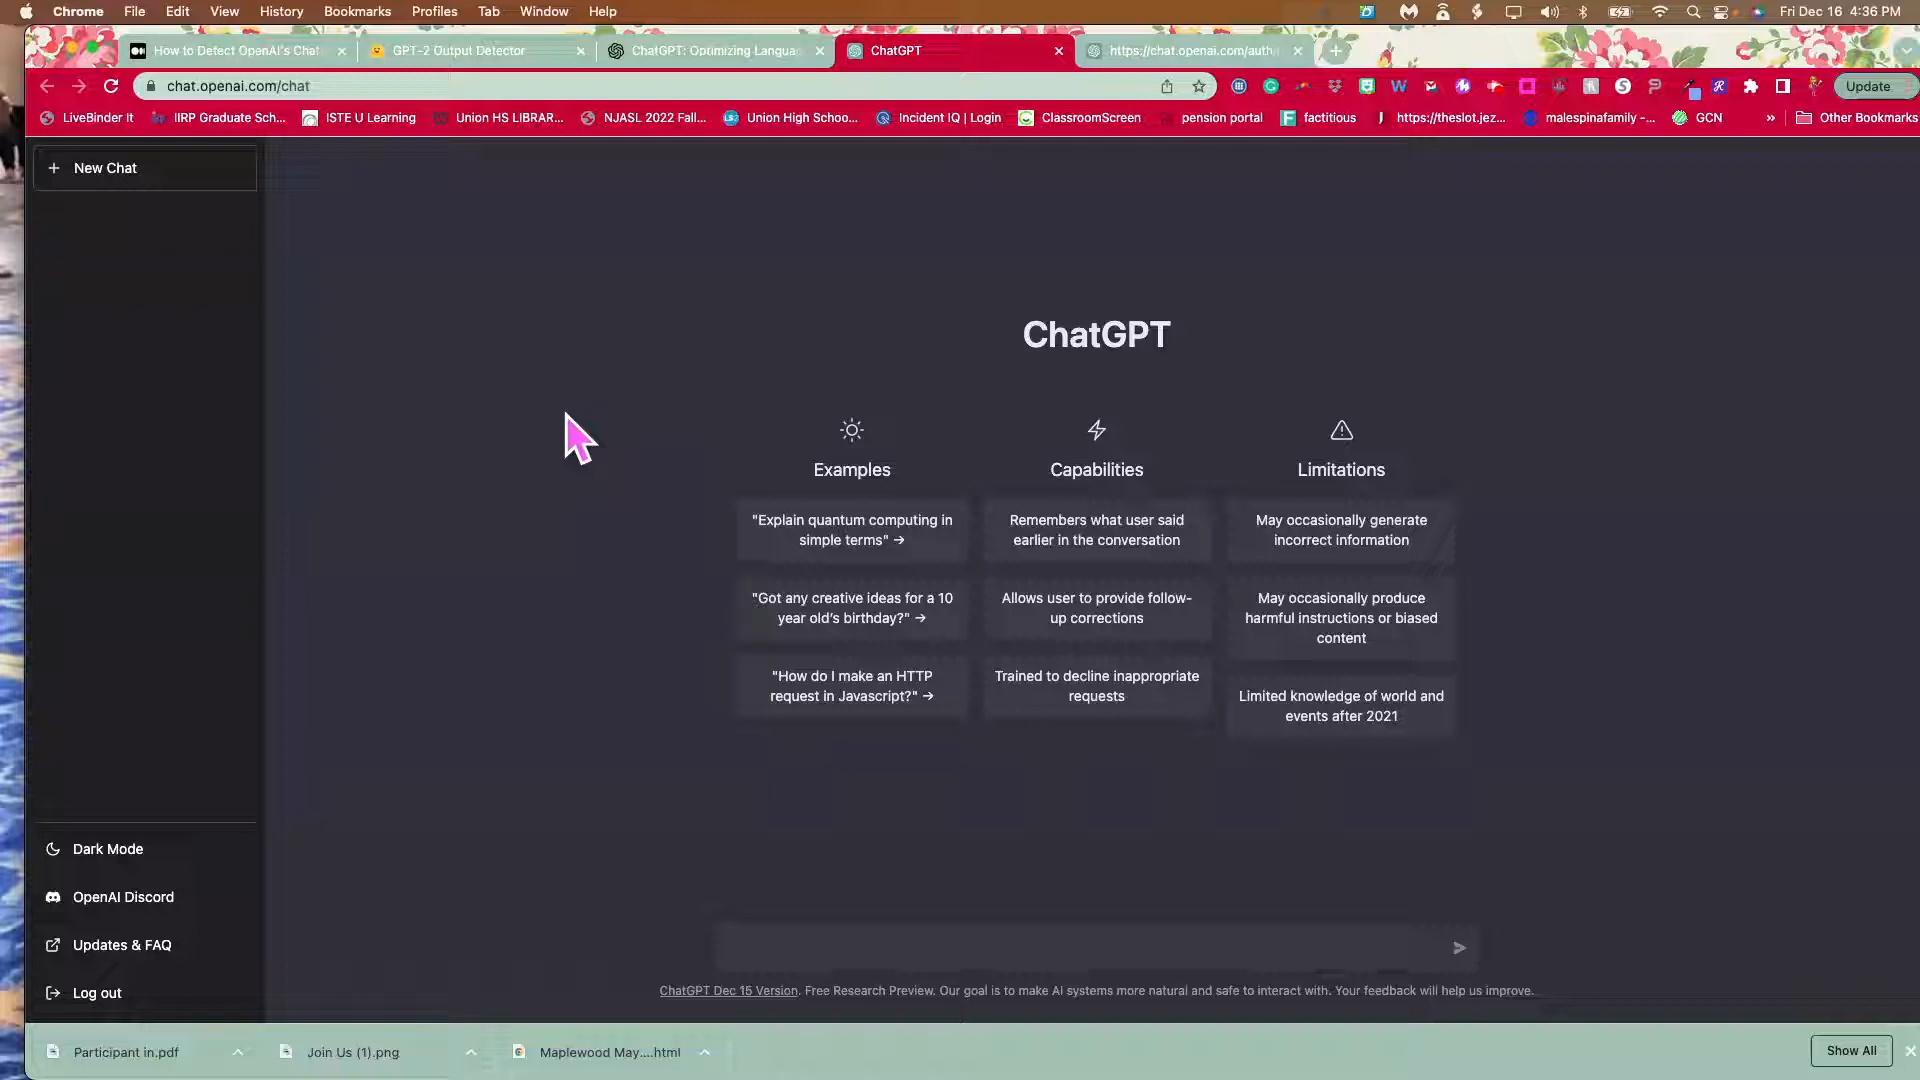 Chrome File Edit View History Bookmarks Profiles Tab Window Help Fri Dec 16 4:36 PM
How to Detect OpenAI's Chat GPT-2 Output Detector ChatGPT: Optimizing Langua ChatGPT https://chat.openai.com/auth
chat.openai.com/chat Update
LiveBinder It IIRP Graduate Sch... ISTE U Learning Union HS LIBRAR... NJASL 2022 Fall... Union High Schoo... Incident IQ | Login ClassroomScreen pension portal factitious https://theslot.jez... malespinafamily -... GCN » Other Bookmarks
+ New Chat
ChatGPT
Examples Capabilities Limitations
"Explain quantum computing in
simple terms" →
Remembers what user said
earlier in the conversation
May occasionally generate
incorrect information
"Got any creative ideas for a 10
year old's birthday?" →
Allows user to provide follow-
up corrections
May occasionally produce
harmful instructions or biased
content
"How do I make an HTTP
request in Javascript?" →
Trained to decline inappropriate
requests
Limited knowledge of world and
events after 2021
Dark Mode
OpenAI Discord
Updates & FAQ
Log out
ChatGPT Dec 15 Version. Free Research Preview. Our goal is to make AI systems more natural and safe to interact with. Your feedback will help us improve.
Participant in.pdf Join Us (1).png Maplewood May....html Show All